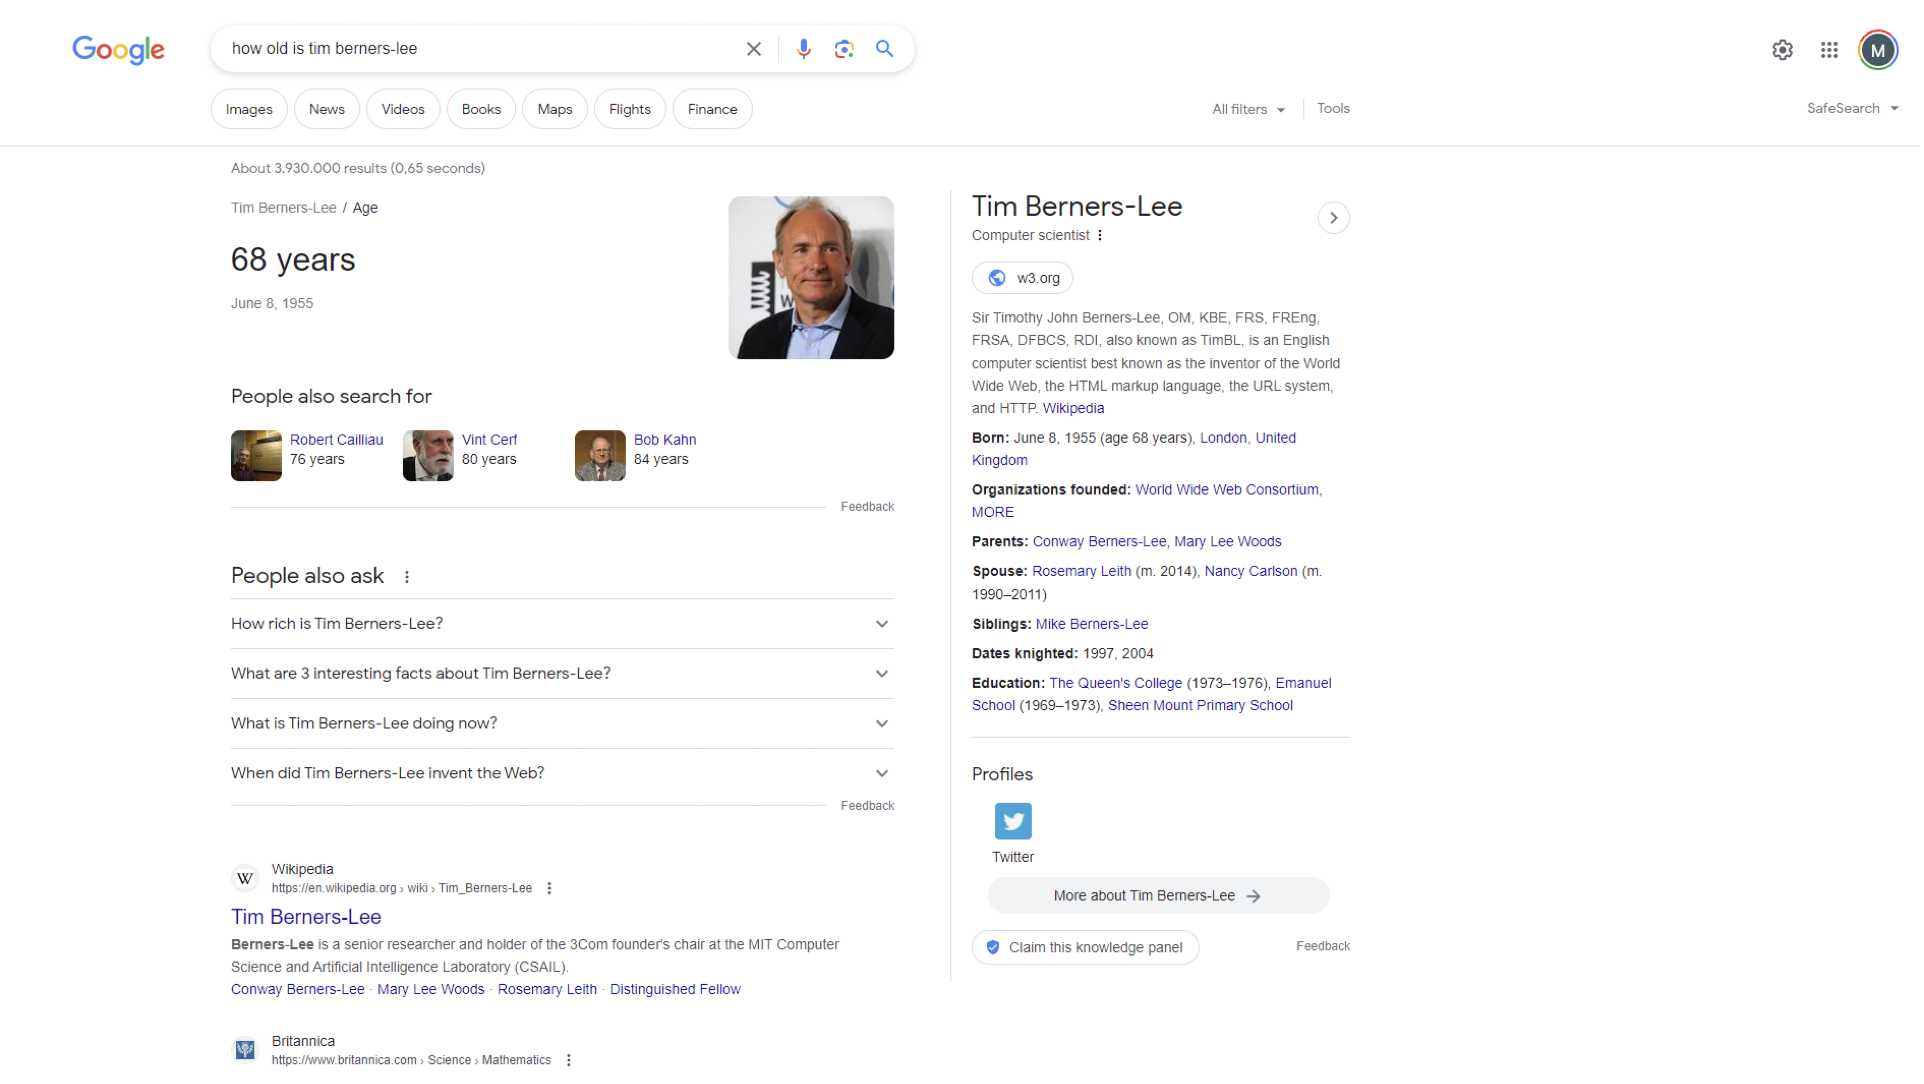 Google
how old is tim berners-lee
M
Images
News
Videos
Books
Maps
Flights
Finance
All filters
Tools
SafeSearch
About 3.930.000 results (0,65 seconds)
Tim Berners-Lee / Age
68 years
June 8, 1955
People also search for
Robert Cailliau
76 years
Vint Cerf
80 years
Bob Kahn
84 years
Feedback
People also ask
How rich is Tim Berners-Lee?
What are 3 interesting facts about Tim Berners-Lee?
What is Tim Berners-Lee doing now?
When did Tim Berners-Lee invent the Web?
Feedback
W
Wikipedia
https://en.wikipedia.org › wiki › Tim_Berners-Lee
Tim Berners-Lee
Berners-Lee is a senior researcher and holder of the 3Com founder's chair at the MIT Computer
Science and Artificial Intelligence Laboratory (CSAIL).
Conway Berners-Lee · Mary Lee Woods · Rosemary Leith · Distinguished Fellow
Britannica
https://www.britannica.com › Science › Mathematics
Tim Berners-Lee
Computer scientist
w3.org
Sir Timothy John Berners-Lee, OM, KBE, FRS, FREng,
FRSA, DFBCS, RDI, also known as TimBL, is an English
computer scientist best known as the inventor of the World
Wide Web, the HTML markup language, the URL system,
and HTTP. Wikipedia
Born: June 8, 1955 (age 68 years), London, United
Kingdom
Organizations founded: World Wide Web Consortium,
MORE
Parents: Conway Berners-Lee, Mary Lee Woods
Spouse: Rosemary Leith (m. 2014), Nancy Carlson (m.
1990–2011)
Siblings: Mike Berners-Lee
Dates knighted: 1997, 2004
Education: The Queen's College (1973–1976), Emanuel
School (1969–1973), Sheen Mount Primary School
Profiles
Twitter
More about Tim Berners-Lee
Claim this knowledge panel
Feedback